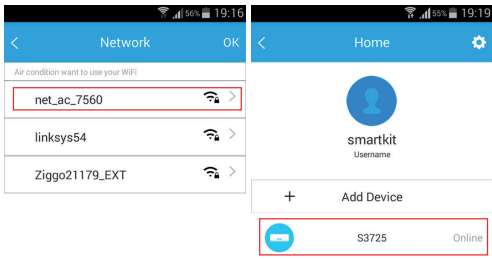 56% 19:16
Network OK
Air condition want to use your WiFi
net_ac_7560
linksys54
Ziggo21179_EXT
55% 19:19
Home
smartkit
Username
+ Add Device
S3725 Online